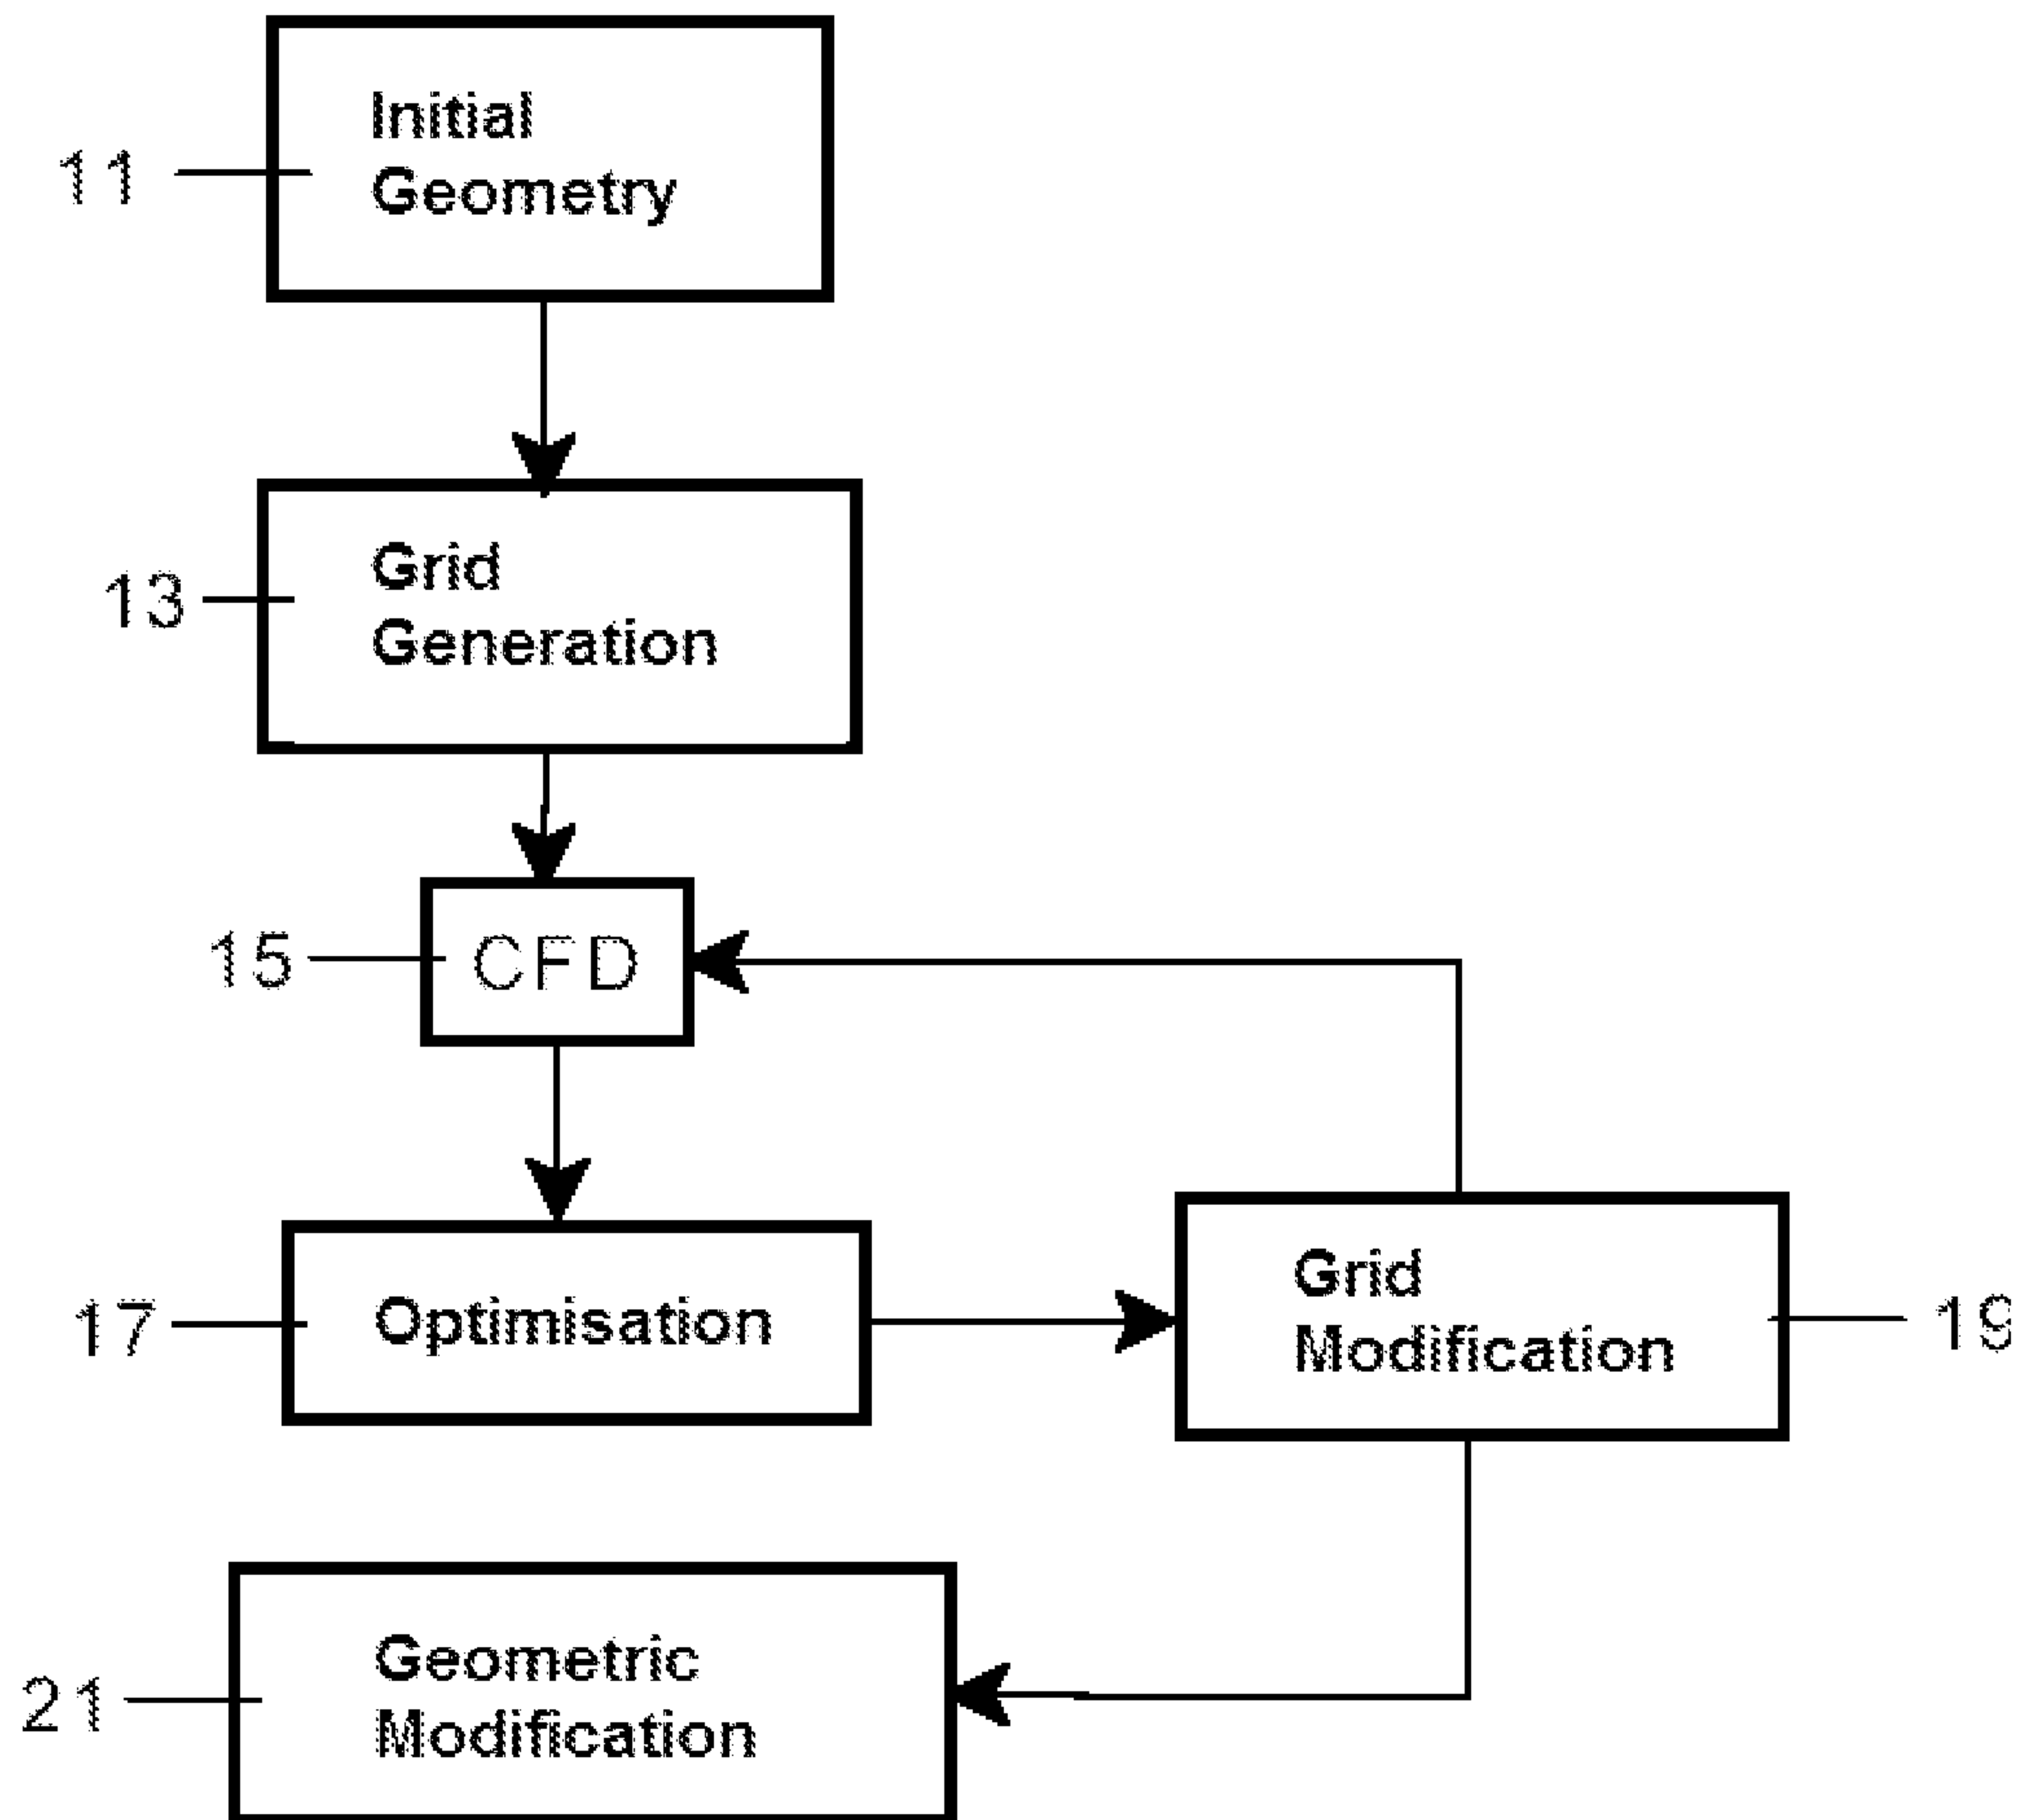 Initial
Geometry
11
Grid
Generation
13
CFD
15
Optimisation
17
Grid
Modification
19
Geometric
Modification
21